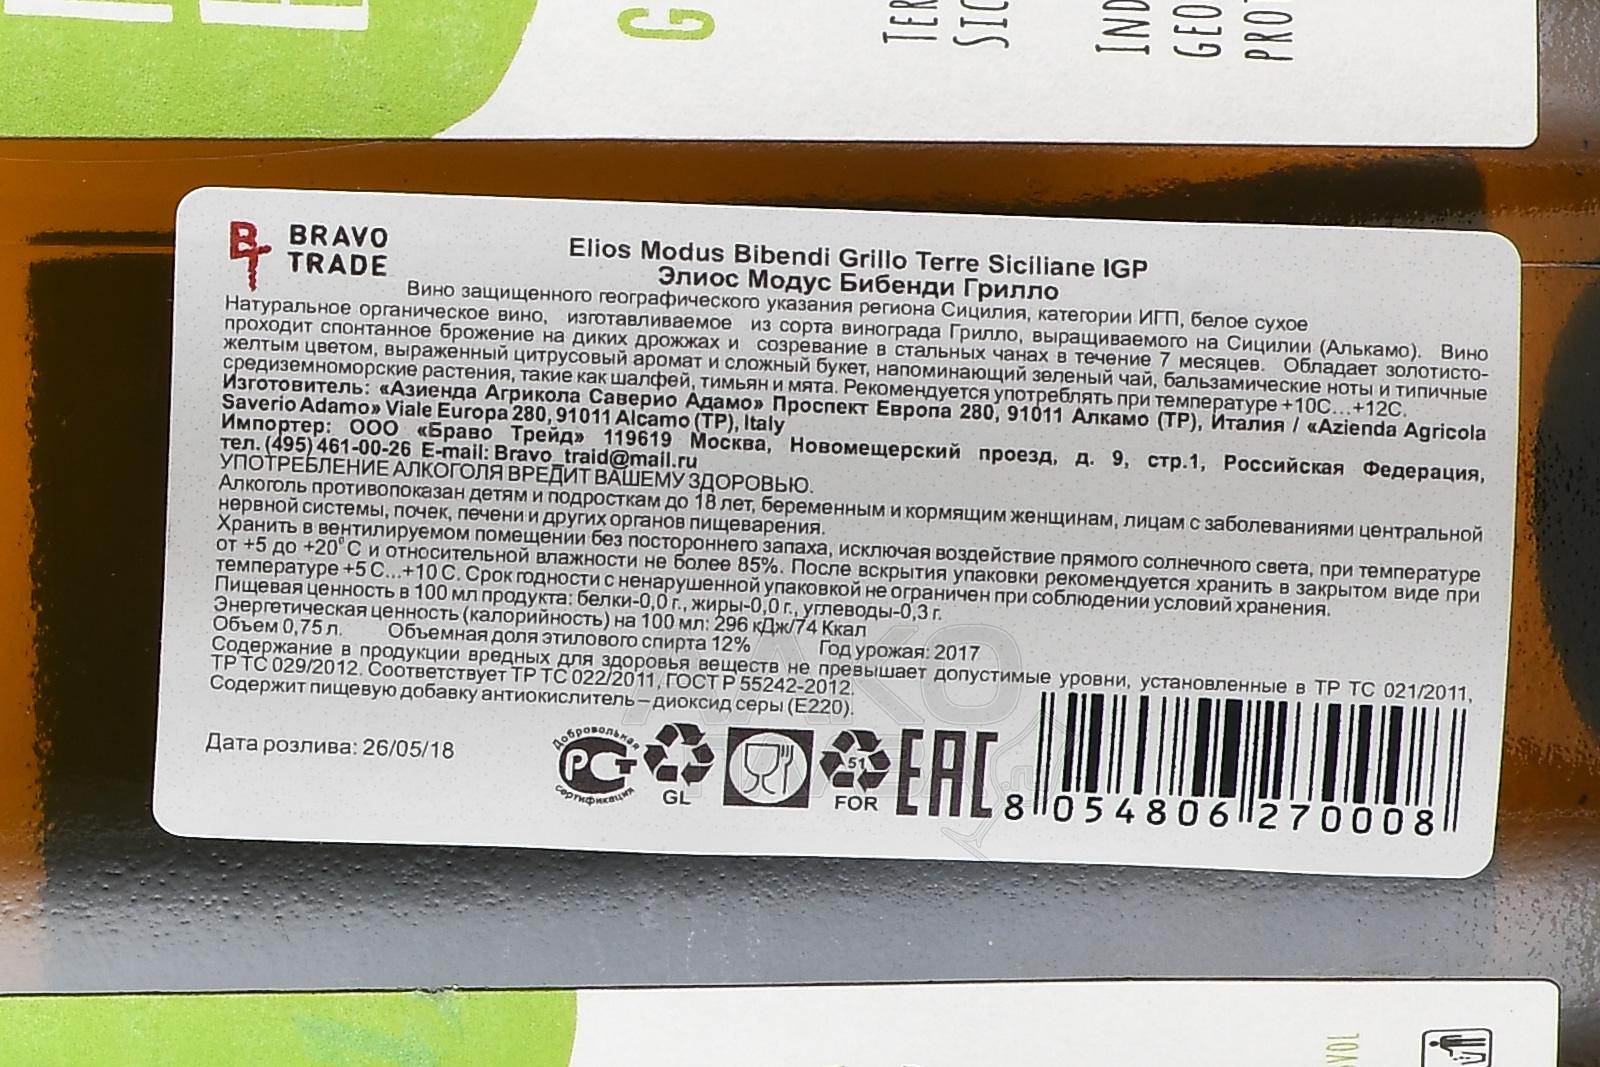 G
TER
SIC
IND
GEO
PROT
BRAVO
TRADE
Elios Modus Bibendi Grillo Terre Siciliane IGP
Элиос Модус Бибенди Грилло
Вино защищенного географического указания региона Сицилия, категории ИГП, белое сухое
Натуральное органическое вино, изготавливаемое из сорта винограда Грилло, выращиваемого на Сицилии (Алькамо). Вино
проходит спонтанное брожение на диких дрожжах и созревание в стальных чанах в течение 7 месяцев. Обладает золотисто-
желтым цветом, выраженный цитрусовый аромат и сложный букет, напоминающий зеленый чай, бальзамические ноты и типичные
средиземноморские растения, такие как шалфей, тимьян и мята. Рекомендуется употреблять при температуре +10С...+12С.
Изготовитель: «Азиенда Агрикола Саверио Адамо» Проспект Европа 280, 91011 Алкамо (ТР), Италия / «Azienda Agricola
Saverio Adamo» Viale Europa 280, 91011 Alcamo (TP), Italy
Импортер: ООО «Браво Трейд» 119619 Москва, Новомещерский проезд, д. 9, стр.1, Российская Федерация,
тел. (495) 461-00-26 E-mail: Bravo_traid@mail.ru
УПОТРЕБЛЕНИЕ АЛКОГОЛЯ ВРЕДИТ ВАШЕМУ ЗДОРОВЬЮ.
Алкоголь противопоказан детям и подросткам до 18 лет, беременным и кормящим женщинам, лицам с заболеваниями центральной
нервной системы, почек, печени и других органов пищеварения.
Хранить в вентилируемом помещении без постороннего запаха, исключая воздействие прямого солнечного света, при температуре
от +5 до +20°С и относительной влажности не более 85%. После вскрытия упаковки рекомендуется хранить в закрытом виде при
температуре +5 С...+10 С. Срок годности с ненарушенной упаковкой не ограничен при соблюдении условий хранения.
Пищевая ценность в 100 мл продукта: белки-0,0 г., жиры-0,0 г., углеводы-0,3 г.
Энергетическая ценность (калорийность) на 100 мл: 296 кДж/74 Ккал
Объем 0,75 л. Объемная доля этилового спирта 12% Год урожая: 2017
Содержание в продукции вредных для здоровья веществ не превышает допустимые уровни, установленные в ТР ТС 021/2011,
ТР ТС 029/2012. Соответствует ТР ТС 022/2011, ГОСТ Р 55242-2012.
Содержит пищевую добавку антиокислитель – диоксид серы (Е220).
Дата розлива: 26/05/18
Добровольная
РСТ
сертификация
GL
51
FOR
EAC
8 054806 270008
VOL